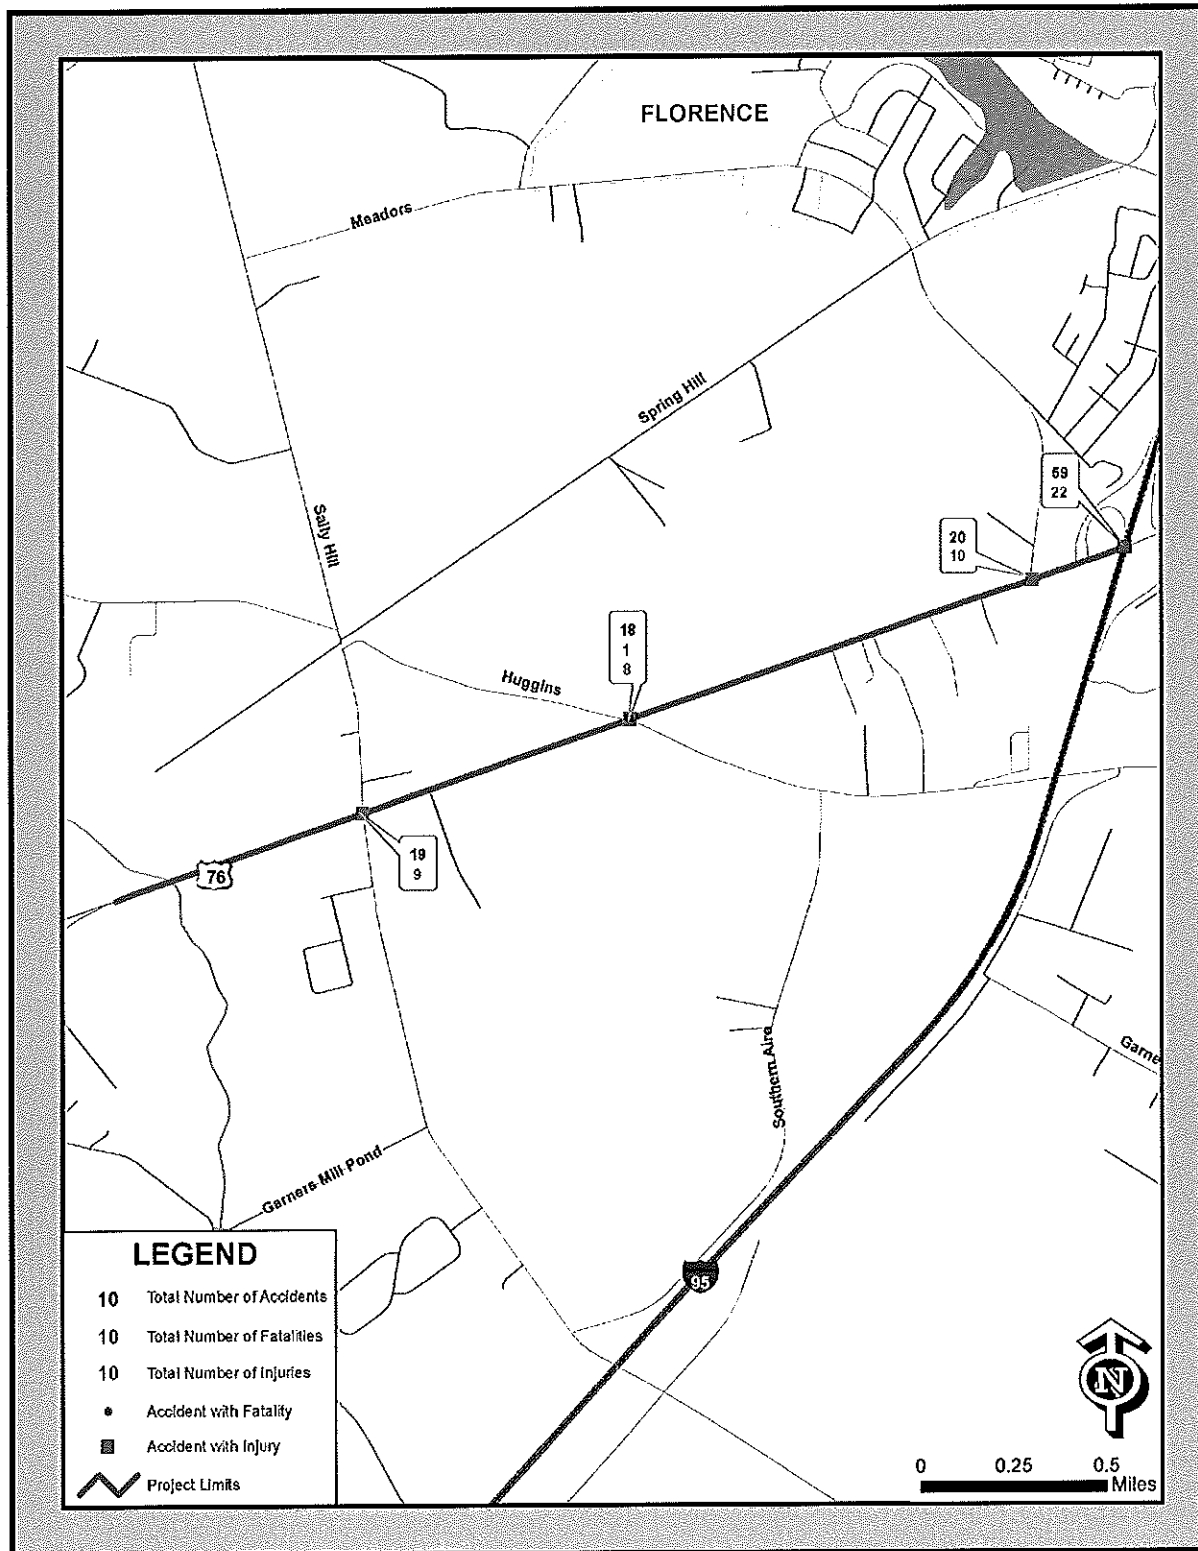 FLORENCE
Meadors
Spring Hill
Sally Hill
59
22
20
10
18
1
8
Huggins
19
9
76
Southern Aire
Garne
Garners Mill Pond
95
LEGEND
10 Total Number of Accidents
10 Total Number of Fatalities
10 Total Number of Injuries
Accident with Fatality
Accident with Injury
Project Limits
N
0 0.25 0.5
Miles